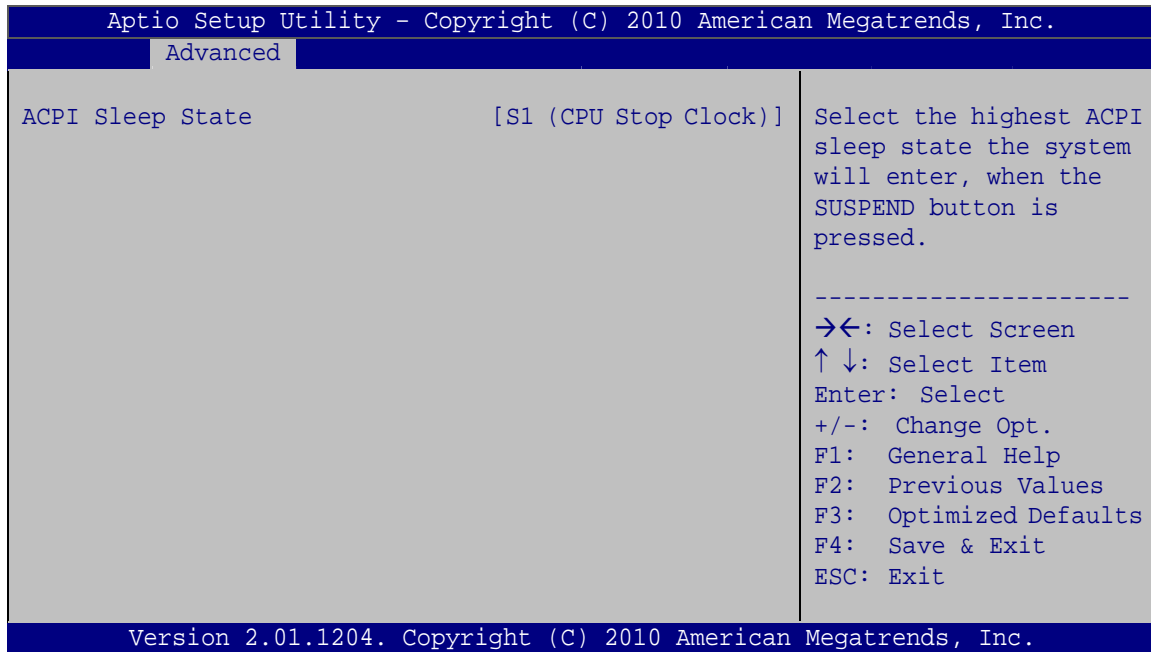 Aptio Setup Utility – Copyright (C) 2010 American Megatrends, Inc.
Advanced
ACPI Sleep State [S1 (CPU Stop Clock)]
Select the highest ACPI
sleep state the system
will enter, when the
SUSPEND button is
pressed.
----------------------
→←: Select Screen
↑ ↓: Select Item
Enter: Select
+/-: Change Opt.
F1: General Help
F2: Previous Values
F3: Optimized Defaults
F4: Save & Exit
ESC: Exit
Version 2.01.1204. Copyright (C) 2010 American Megatrends, Inc.